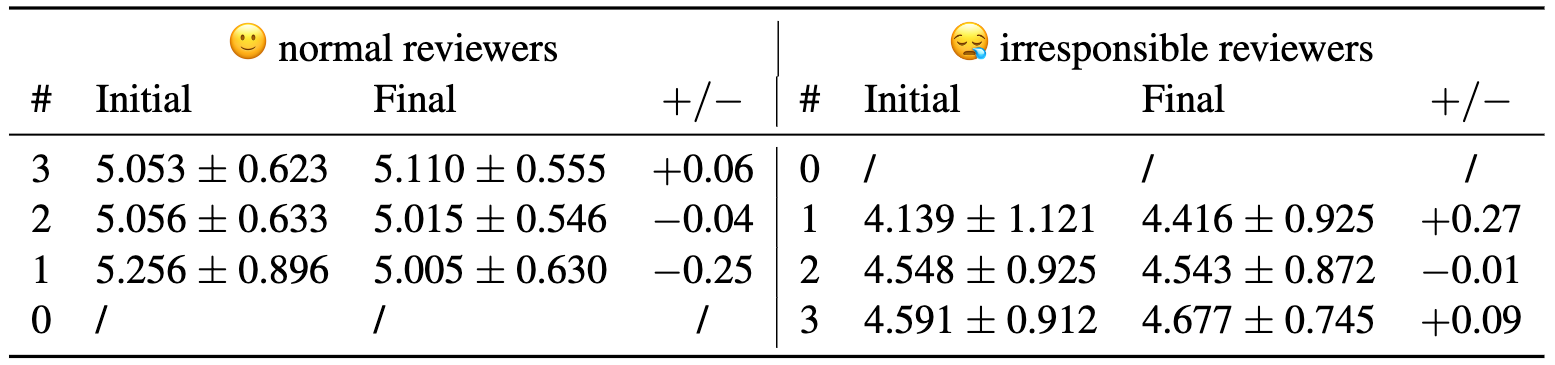 🙂 normal reviewers 😪 irresponsible reviewers
# Initial Final +/− # Initial Final +/−
3 5.053 ± 0.623 5.110 ± 0.555 +0.06 0 / / /
2 5.056 ± 0.633 5.015 ± 0.546 −0.04 1 4.139 ± 1.121 4.416 ± 0.925 +0.27
1 5.256 ± 0.896 5.005 ± 0.630 −0.25 2 4.548 ± 0.925 4.543 ± 0.872 −0.01
0 / / / 3 4.591 ± 0.912 4.677 ± 0.745 +0.09